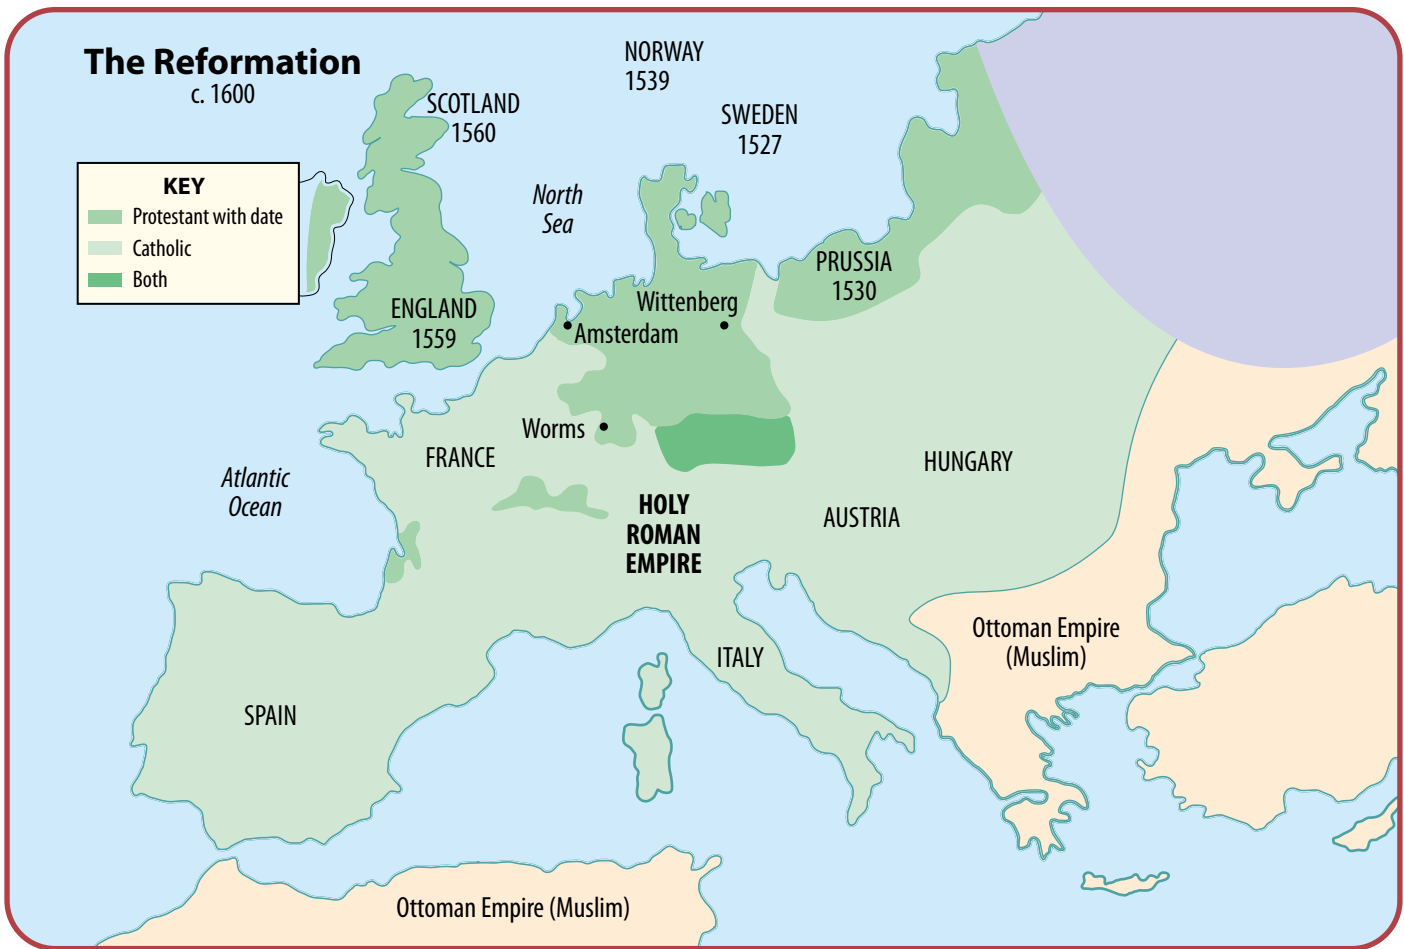 The Reformation
c. 1600
KEY
Protestant with date
Catholic
Both
NORWAY
1539
SCOTLAND
1560
SWEDEN
1527
North
Sea
PRUSSIA
1530
ENGLAND
1559
Wittenberg
Amsterdam
Worms
FRANCE
Atlantic
Ocean
HUNGARY
AUSTRIA
HOLY
ROMAN
EMPIRE
Ottoman Empire
(Muslim)
ITALY
SPAIN
Ottoman Empire (Muslim)